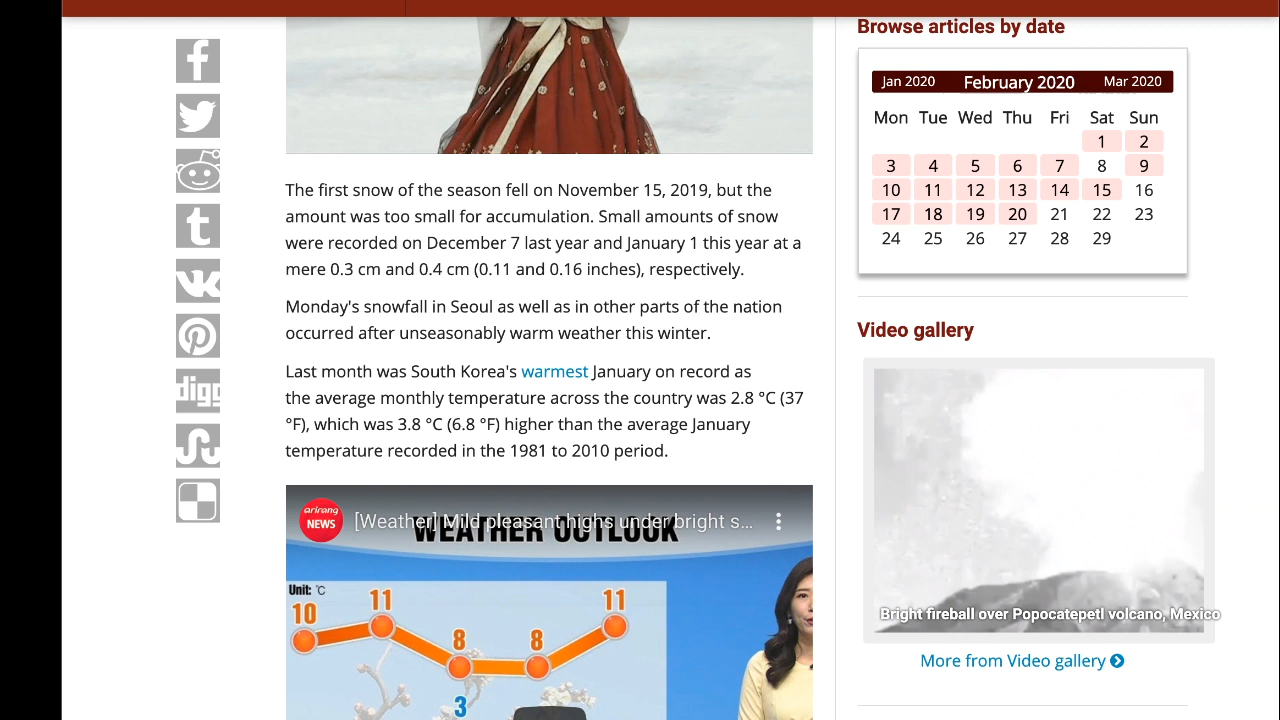 The first snow of the season fell on November 15, 2019, but the
amount was too small for accumulation. Small amounts of snow
were recorded on December 7 last year and January 1 this year at a
mere 0.3 cm and 0.4 cm (0.11 and 0.16 inches), respectively.
Monday's snowfall in Seoul as well as in other parts of the nation
occurred after unseasonably warm weather this winter.
Last month was South Korea's warmest January on record as
the average monthly temperature across the country was 2.8 °C (37
°F), which was 3.8 °C (6.8 °F) higher than the average January
temperature recorded in the 1981 to 2010 period.
arirang
NEWS
[Weather] Mild pleasant highs under bright s...
WEATHER OUTLOOK
Unit: °C
10 11 8 8 11
3
Browse articles by date
Jan 2020 February 2020 Mar 2020
Mon Tue Wed Thu Fri Sat Sun
1 2
3 4 5 6 7 8 9
10 11 12 13 14 15 16
17 18 19 20 21 22 23
24 25 26 27 28 29
Video gallery
Bright fireball over Popocatepetl volcano, Mexico
More from Video gallery
digg